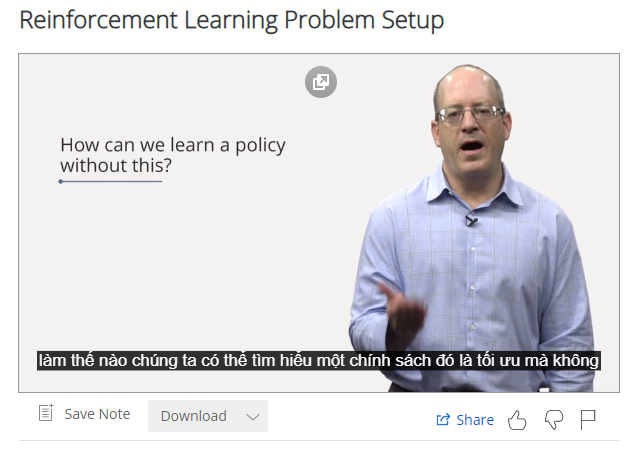 Reinforcement Learning Problem Setup
How can we learn a policy
without this?
làm thế nào chúng ta có thể tìm hiểu một chính sách đó là tối ưu mà không
Save Note
Download
Share